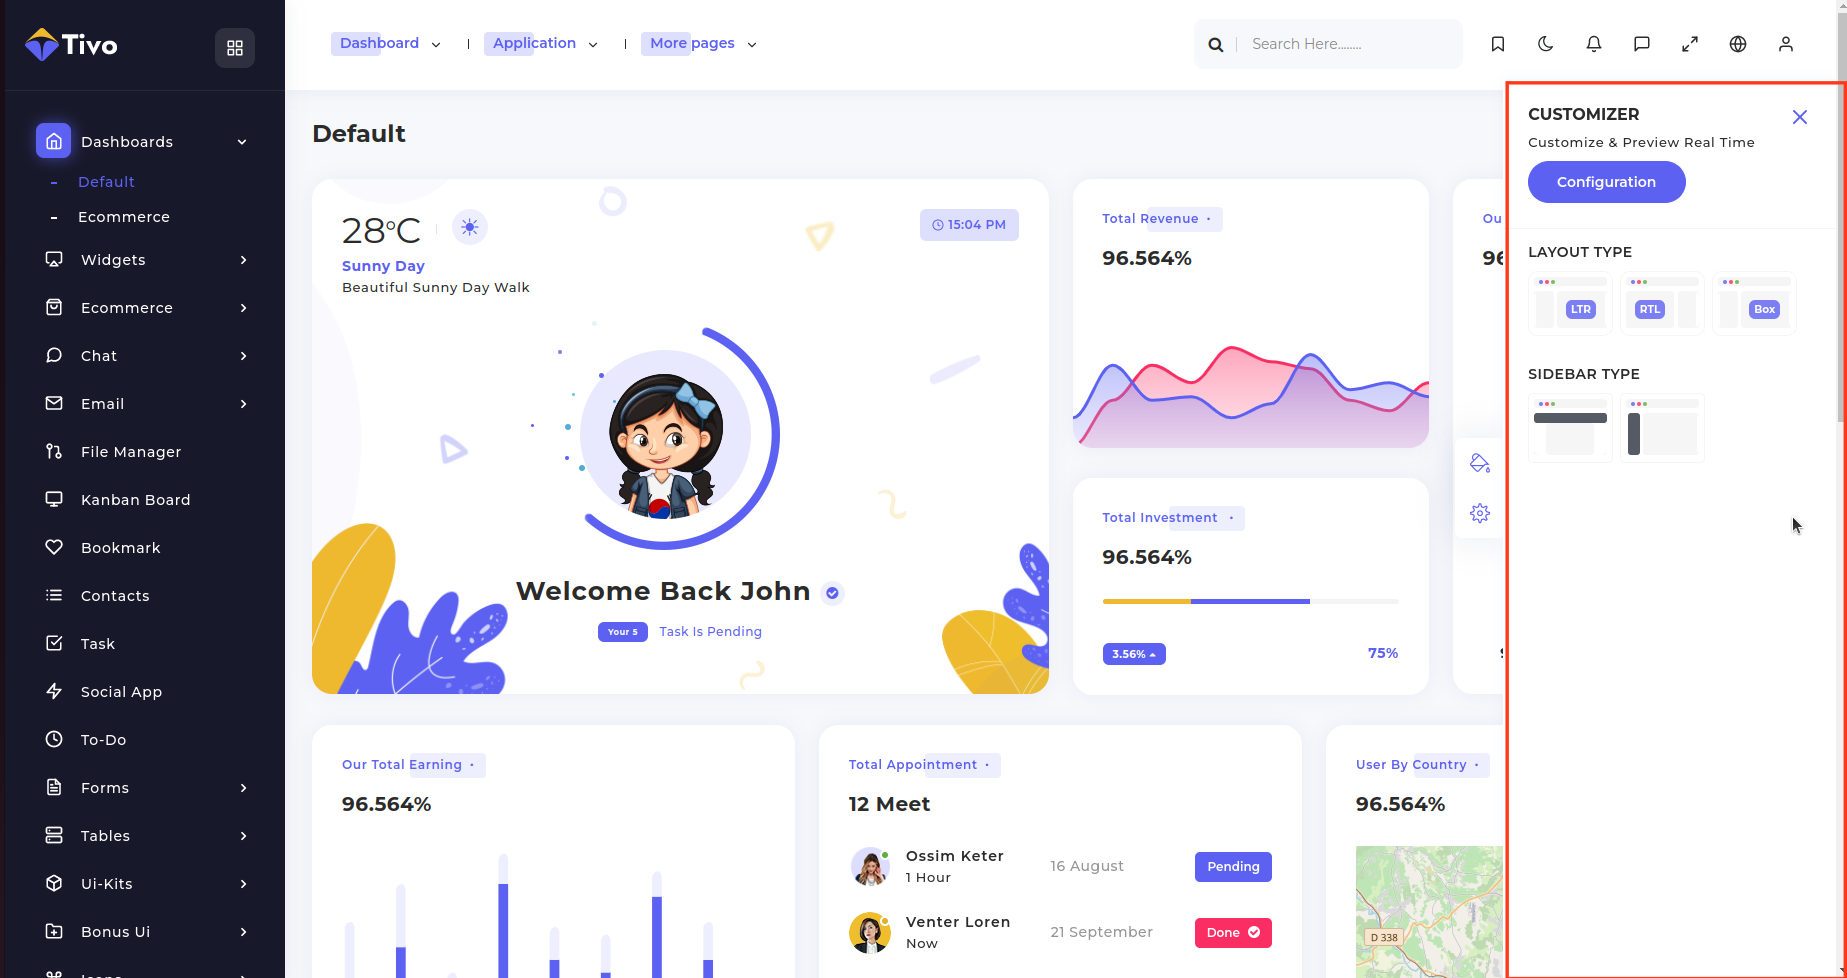 Tivo
Dashboard
Application
More pages
Search Here........
Dashboards
- Default
- Ecommerce
Widgets
Ecommerce
Chat
Email
File Manager
Kanban Board
Bookmark
Contacts
Task
Social App
To-Do
Forms
Tables
Ui-Kits
Bonus Ui
Default
28°C
15:04 PM
Sunny Day
Beautiful Sunny Day Walk
Welcome Back John
Your 5 Task Is Pending
Total Revenue
96.564%
Total Investment
96.564%
3.56%
75%
Ou
Our Total Earning
96.564%
Total Appointment
12 Meet
Ossim Keter
1 Hour
16 August
Pending
Venter Loren
Now
21 September
Done
User By Country
96.564%
D 338
CUSTOMIZER
Customize & Preview Real Time
Configuration
LAYOUT TYPE
LTR
RTL
Box
SIDEBAR TYPE